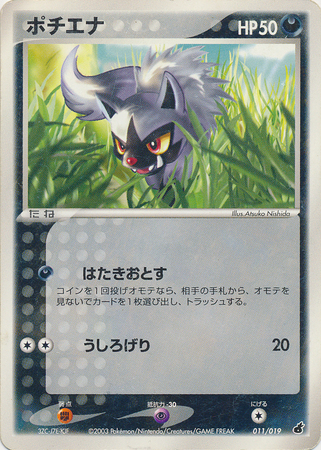 ポチエナ HP50
Illus.Atsuko Nishida
たね
はたきおとす
コインを1回投げオモテなら、相手の手札から、オモテを
見ないでカードを1枚選び出し、トラッシュする。
うしろげり 20
弱点 抵抗力 -30 にげる
©2003 Pokémon/Nintendo/Creatures/GAME FREAK 011/019